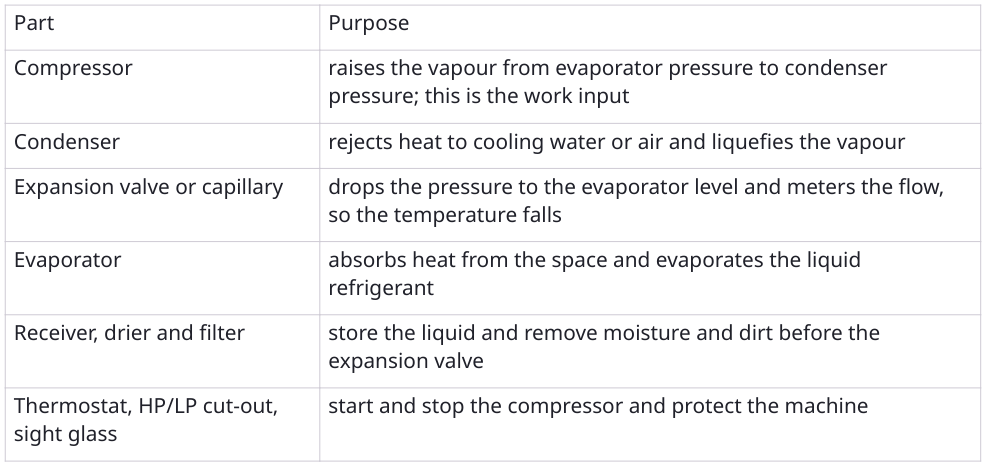 Part
Purpose
Compressor
raises the vapour from evaporator pressure to condenser
pressure; this is the work input
Condenser
rejects heat to cooling water or air and liquefies the vapour
Expansion valve or capillary
drops the pressure to the evaporator level and meters the flow,
so the temperature falls
Evaporator
absorbs heat from the space and evaporates the liquid
refrigerant
Receiver, drier and filter
store the liquid and remove moisture and dirt before the
expansion valve
Thermostat, HP/LP cut-out,
sight glass
start and stop the compressor and protect the machine